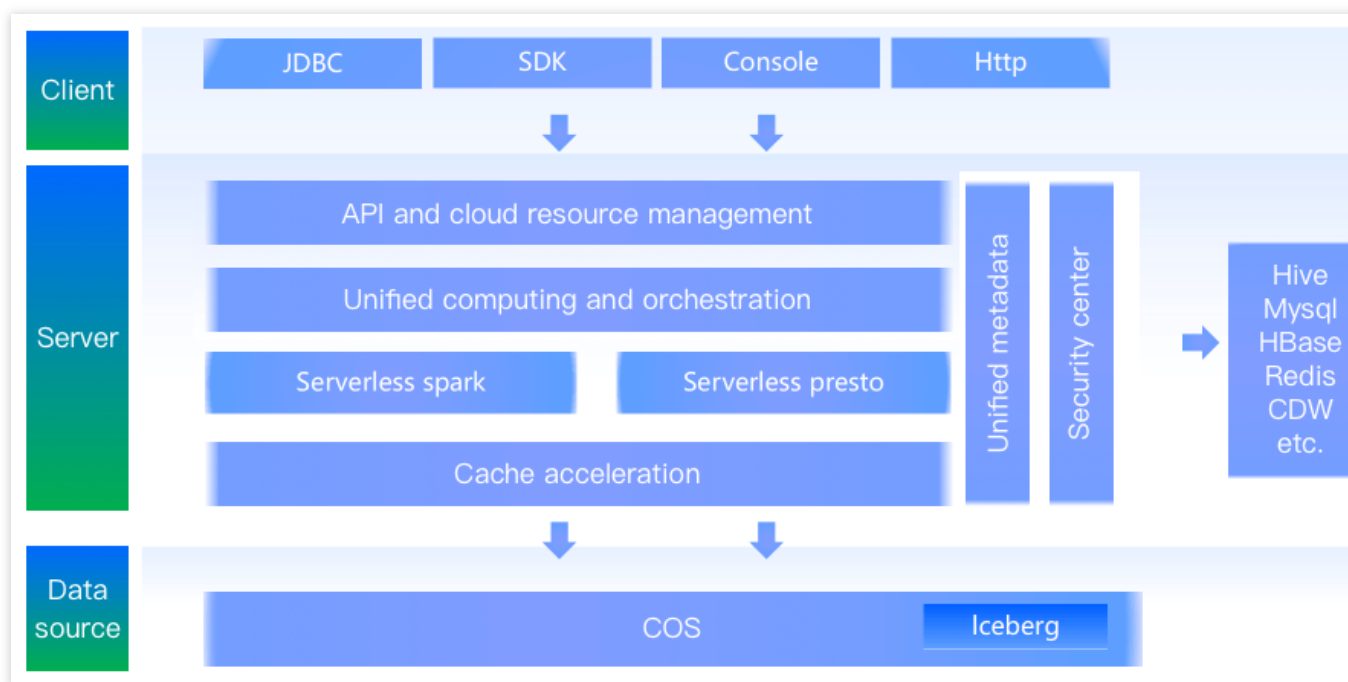 Client
JDBC
SDK
Console
Http
Server
API and cloud resource management
Unified computing and orchestration
Serverless spark
Serverless presto
Cache acceleration
Unified metadata
Security center
Hive
Mysql
HBase
Redis
CDW
etc.
Data
source
COS
Iceberg